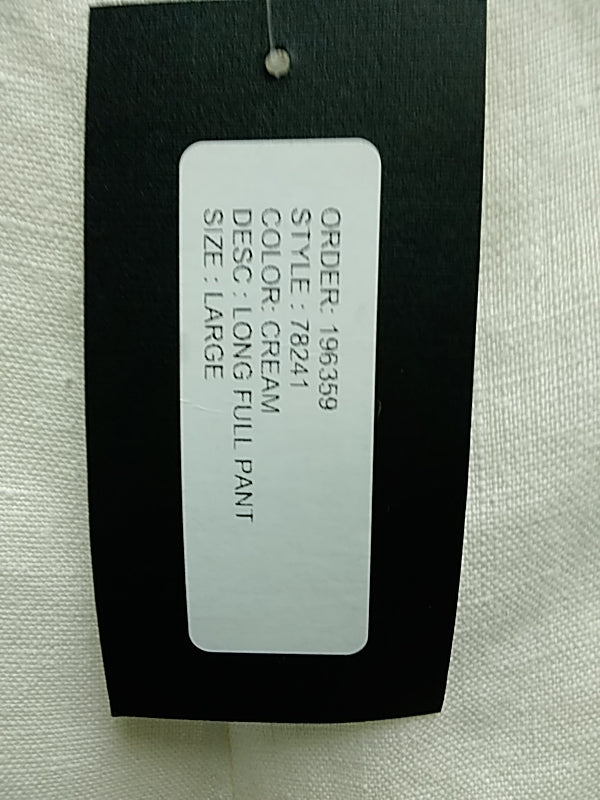 ORDER: 196359
STYLE : 78241
COLOR: CREAM
DESC : LONG FULL PANT
SIZE : LARGE